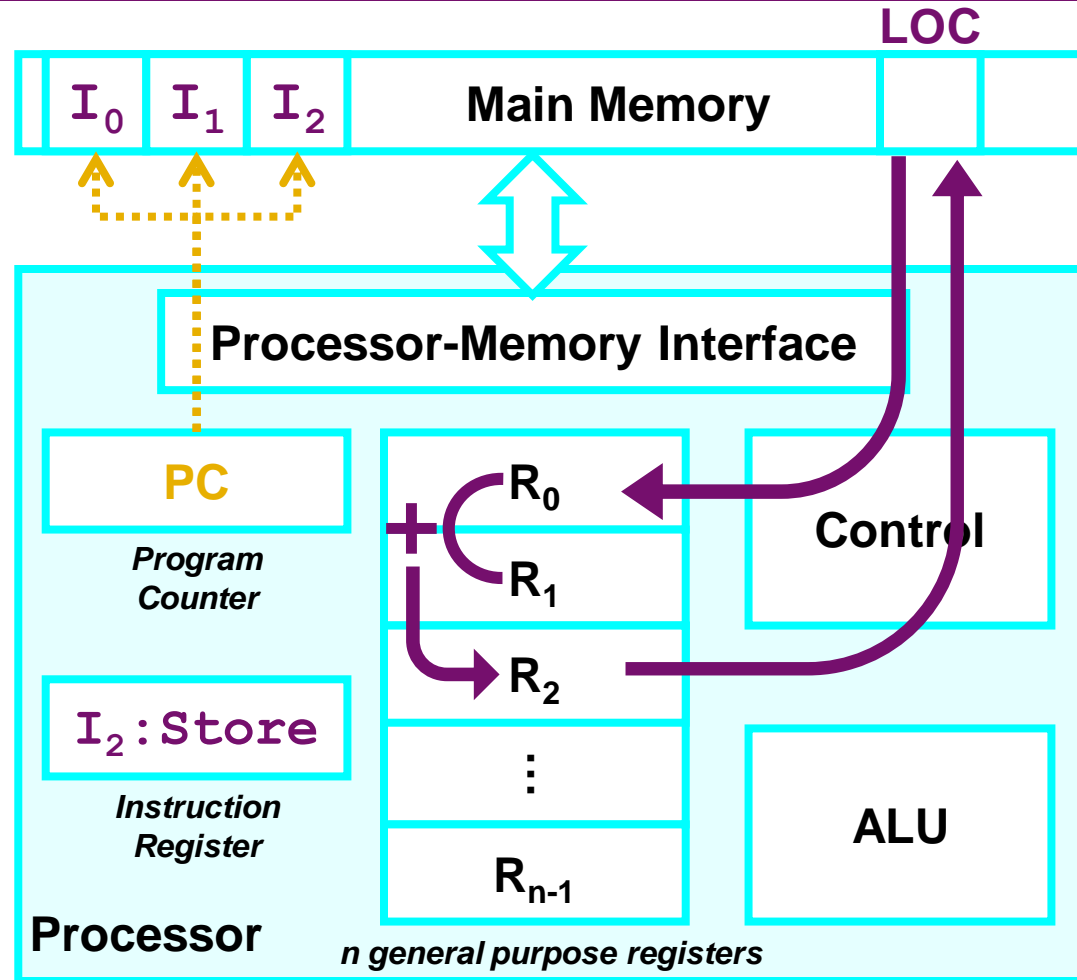 LOC
I₀ I₁ I₂ Main Memory
Processor-Memory Interface
PC
Program
Counter
I₂:Store
Instruction
Register
+
R₀
R₁
R₂
⋮
Rₙ₋₁
n general purpose registers
Control
ALU
Processor